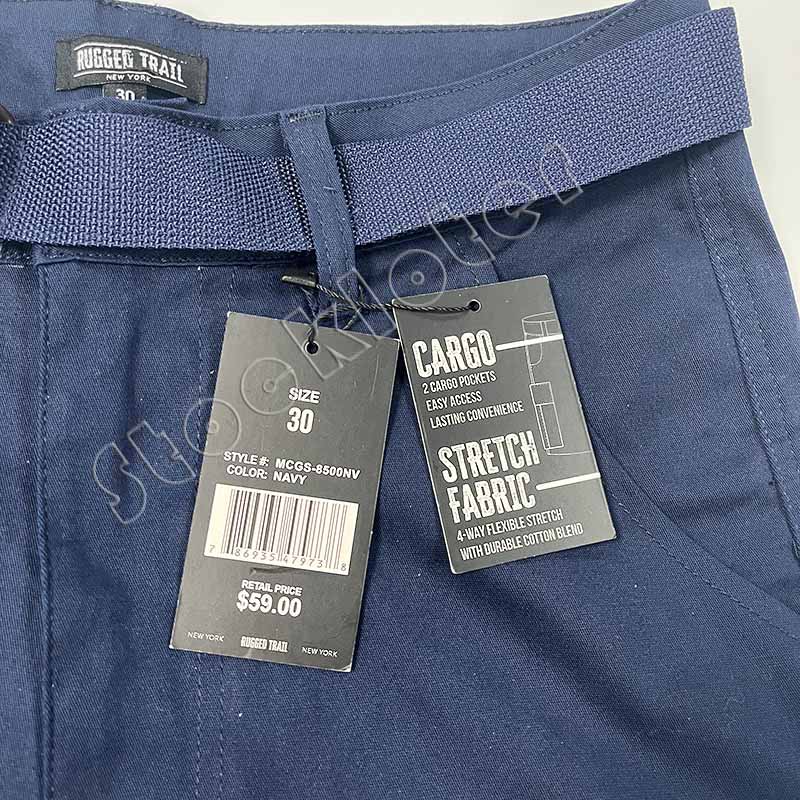 RUGGED TRAIL
NEW YORK
30
SIZE
30
STYLE #: MCGS-8500NV
COLOR: NAVY
7 86935 47973 8
RETAIL PRICE
$59.00
NEW YORK RUGGED TRAIL NEW YORK
CARGO
2 CARGO POCKETS
EASY ACCESS
LASTING CONVENIENCE
STRETCH
FABRIC
4-WAY FLEXIBLE STRETCH
WITH DURABLE COTTON BLEND
Stockloter